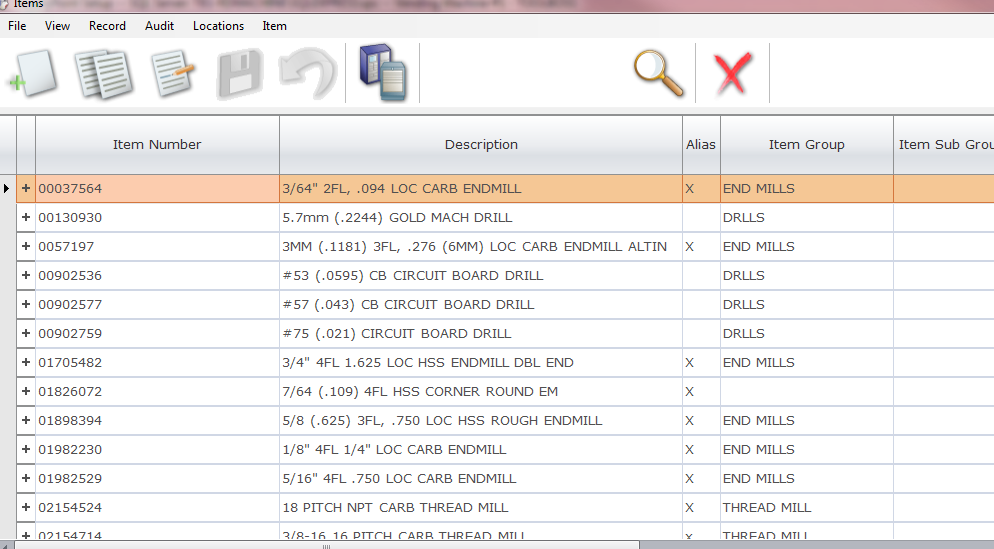 Items
File View Record Audit Locations Item
Item Number Description Alias Item Group Item Sub Grou
00037564 3/64" 2FL, .094 LOC CARB ENDMILL X END MILLS
00130930 5.7mm (.2244) GOLD MACH DRILL DRLLS
0057197 3MM (.1181) 3FL, .276 (6MM) LOC CARB ENDMILL ALTIN X END MILLS
00902536 #53 (.0595) CB CIRCUIT BOARD DRILL DRLLS
00902577 #57 (.043) CB CIRCUIT BOARD DRILL DRLLS
00902759 #75 (.021) CIRCUIT BOARD DRILL DRLLS
01705482 3/4" 4FL 1.625 LOC HSS ENDMILL DBL END X END MILLS
01826072 7/64 (.109) 4FL HSS CORNER ROUND EM X
01898394 5/8 (.625) 3FL, .750 LOC HSS ROUGH ENDMILL X END MILLS
01982230 1/8" 4FL 1/4" LOC CARB ENDMILL X END MILLS
01982529 5/16" 4FL .750 LOC CARB ENDMILL X END MILLS
02154524 18 PITCH NPT CARB THREAD MILL X THREAD MILL
02154714 3/8-16 16 PITCH CARB THREAD MILL X THREAD MILL